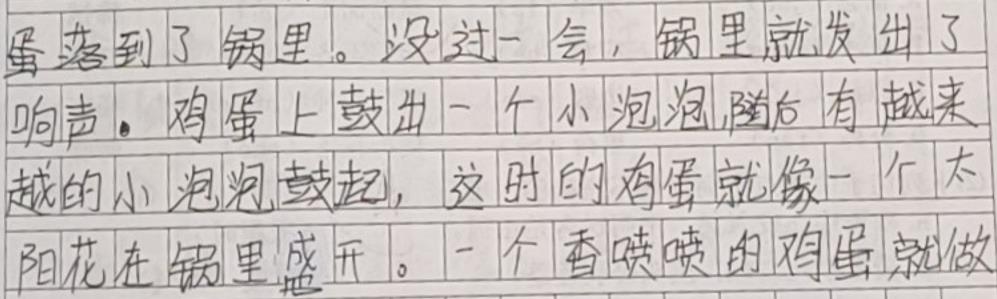 蛋落到了锅里。没过一会，锅里就发出了
响声。鸡蛋上鼓出一个小泡泡，随后有越来
越的小泡泡鼓起，这时的鸡蛋就像一个太
阳花在锅里盛开。一个香喷喷的鸡蛋就做